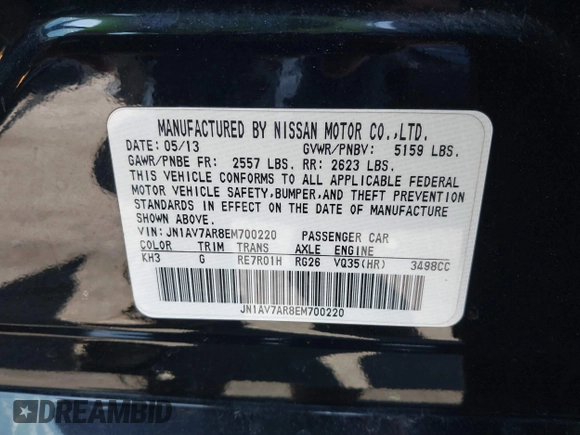 MANUFACTURED BY NISSAN MOTOR CO.,LTD.
DATE: 05/13 GVWR/PNBV: 5159 LBS.
GAWR/PNBE FR: 2557 LBS. RR: 2623 LBS.
THIS VEHICLE CONFORMS TO ALL APPLICABLE FEDERAL
MOTOR VEHICLE SAFETY,BUMPER,AND THEFT PREVENTION
STANDARDS IN EFFECT ON THE DATE OF MANUFACTURE
SHOWN ABOVE.
VIN: JN1AV7AR8EM700220 PASSENGER CAR
COLOR TRIM TRANS AXLE ENGINE
KH3 G RE7R01H RG26 VQ35(HR) 3498CC
JN1AV7AR8EM700220
DREAMBID